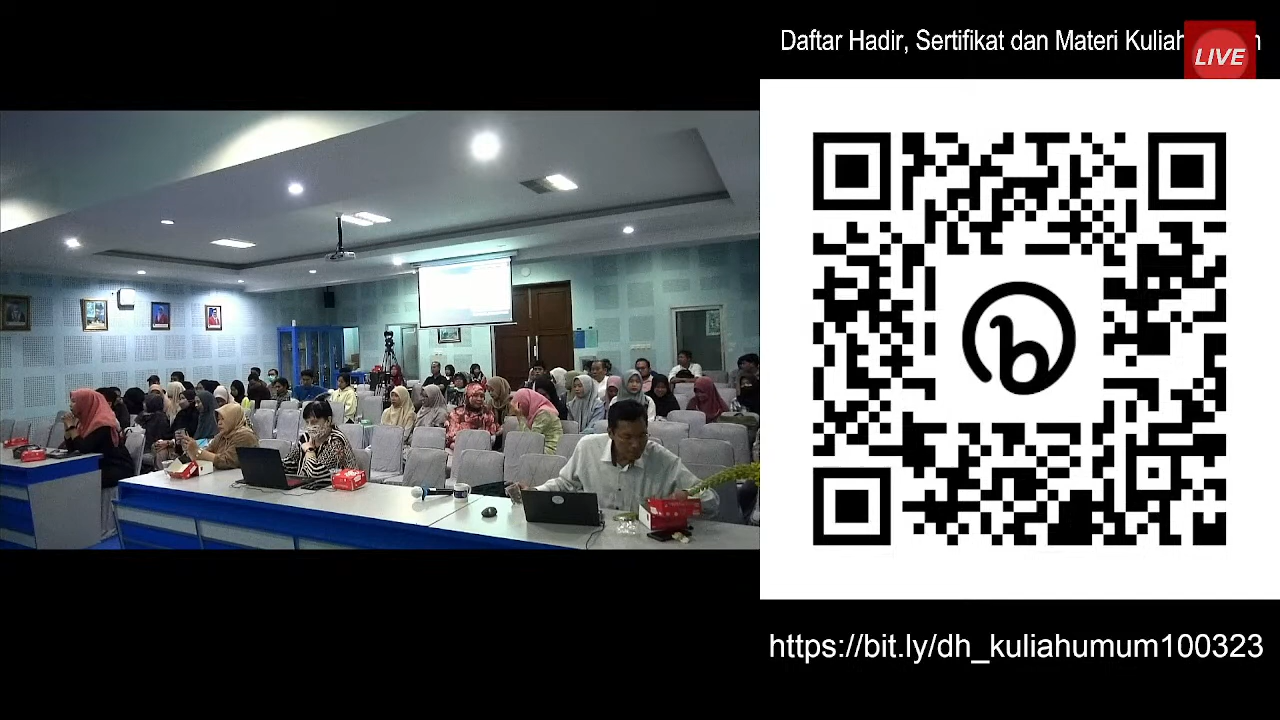 Daftar Hadir, Sertifikat dan Materi Kuliah
LIVE
https://bit.ly/dh_kuliahumum100323